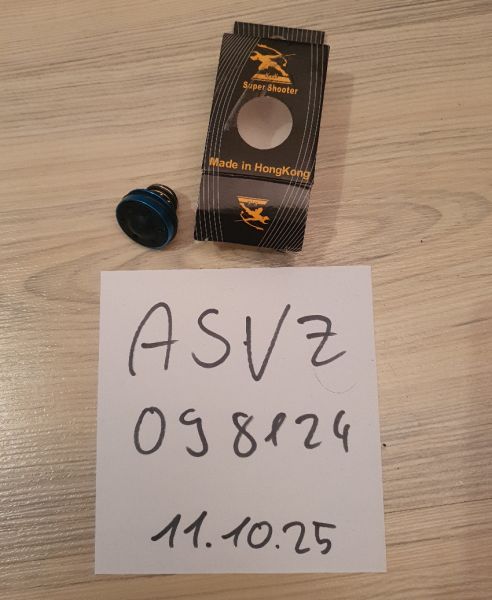 Super Shooter
Made in HongKong
ASVZ
098124
11.10.25